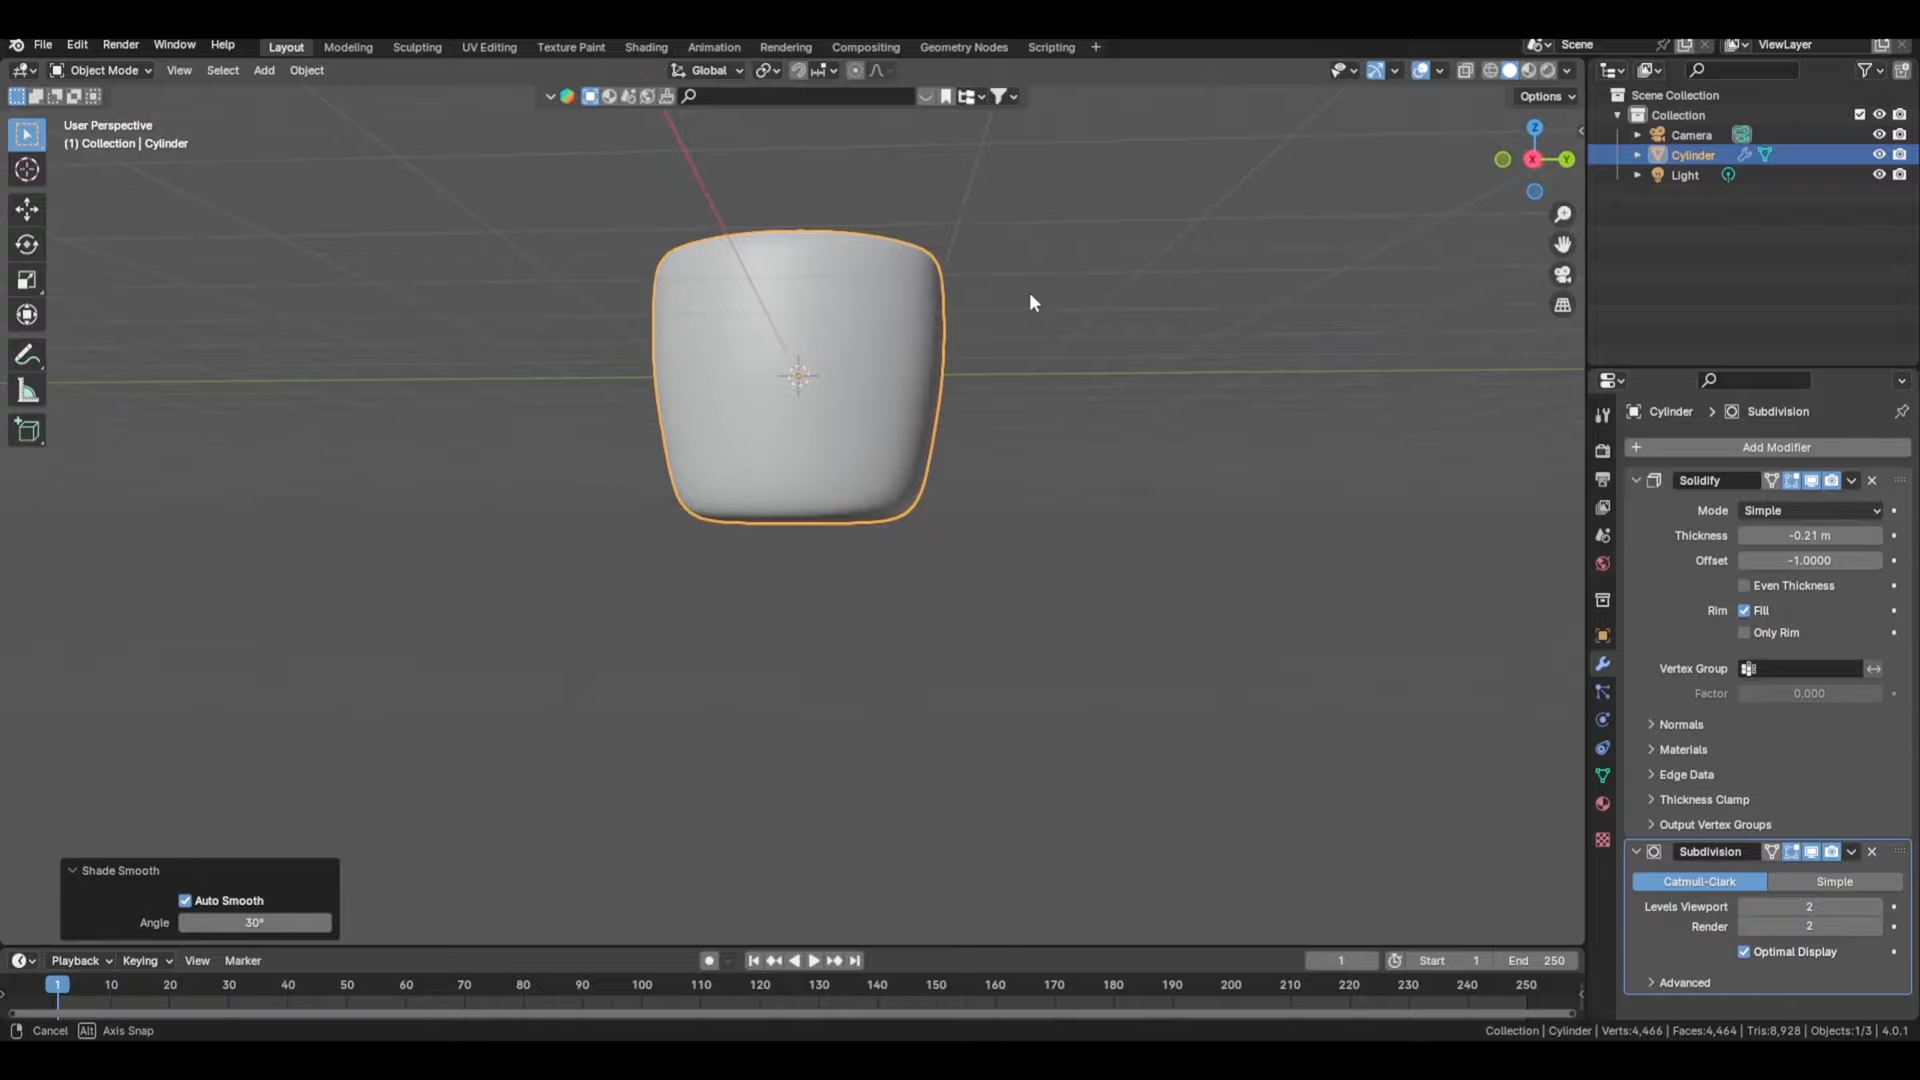 File Edit Render Window Help Layout Modeling Sculpting UV Editing Texture Paint Shading Animation Rendering Compositing Geometry Nodes Scripting + Scene ViewLayer
Object Mode View Select Add Object Global
Options
User Perspective
(1) Collection | Cylinder
Z
X
Y
Scene Collection
Collection
Camera
Cylinder
Light
Cylinder > Subdivision
+ Add Modifier
Solidify
Mode Simple
Thickness -0.21 m
Offset -1.0000
Even Thickness
Rim Fill
Only Rim
Vertex Group
Factor 0.000
Normals
Materials
Edge Data
Thickness Clamp
Output Vertex Groups
Subdivision
Catmull-Clark Simple
Levels Viewport 2
Render 2
Optimal Display
Advanced
Shade Smooth
Auto Smooth
Angle 30°
Playback Keying View Marker 1 Start 1 End 250
1 10 20 30 40 50 60 70 80 90 100 110 120 130 140 150 160 170 180 190 200 210 220 230 240 250
Cancel Alt Axis Snap
Collection | Cylinder | Verts:4,466 | Faces:4,464 | Tris:8,928 | Objects:1/3 | 4.0.1